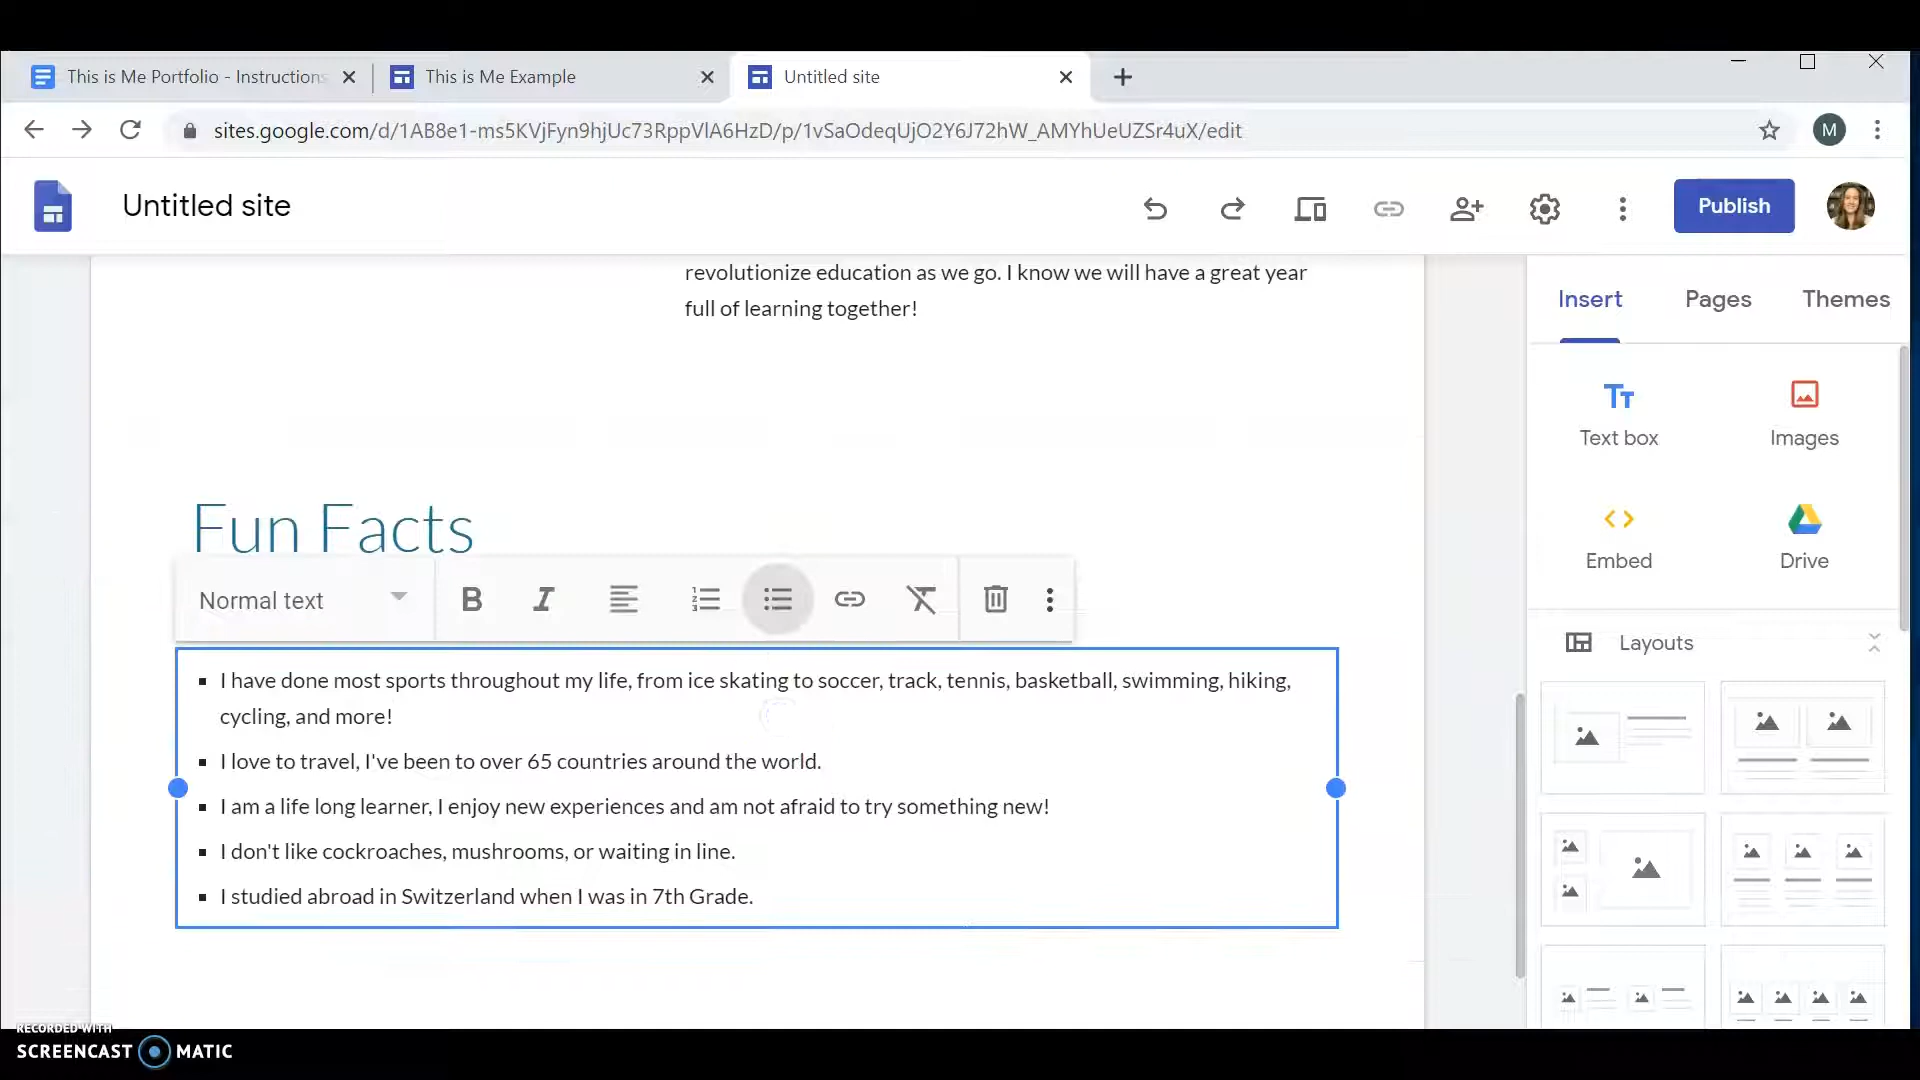 This is Me Portfolio - Instructions
This is Me Example
Untitled site
sites.google.com/d/1AB8e1-ms5KVjFyn9hjUc73RppVlA6HzD/p/1vSaOdeqUjO2Y6J72hW_AMYhUeUZSr4uX/edit
M
Untitled site
Publish
revolutionize education as we go. I know we will have a great year
full of learning together!
Insert
Pages
Themes
Text box
Images
Embed
Drive
Layouts
Fun Facts
Normal text
B
I
▪ I have done most sports throughout my life, from ice skating to soccer, track, tennis, basketball, swimming, hiking,
cycling, and more!
▪ I love to travel, I've been to over 65 countries around the world.
▪ I am a life long learner, I enjoy new experiences and am not afraid to try something new!
▪ I don't like cockroaches, mushrooms, or waiting in line.
▪ I studied abroad in Switzerland when I was in 7th Grade.
RECORDED WITH
SCREENCAST MATIC